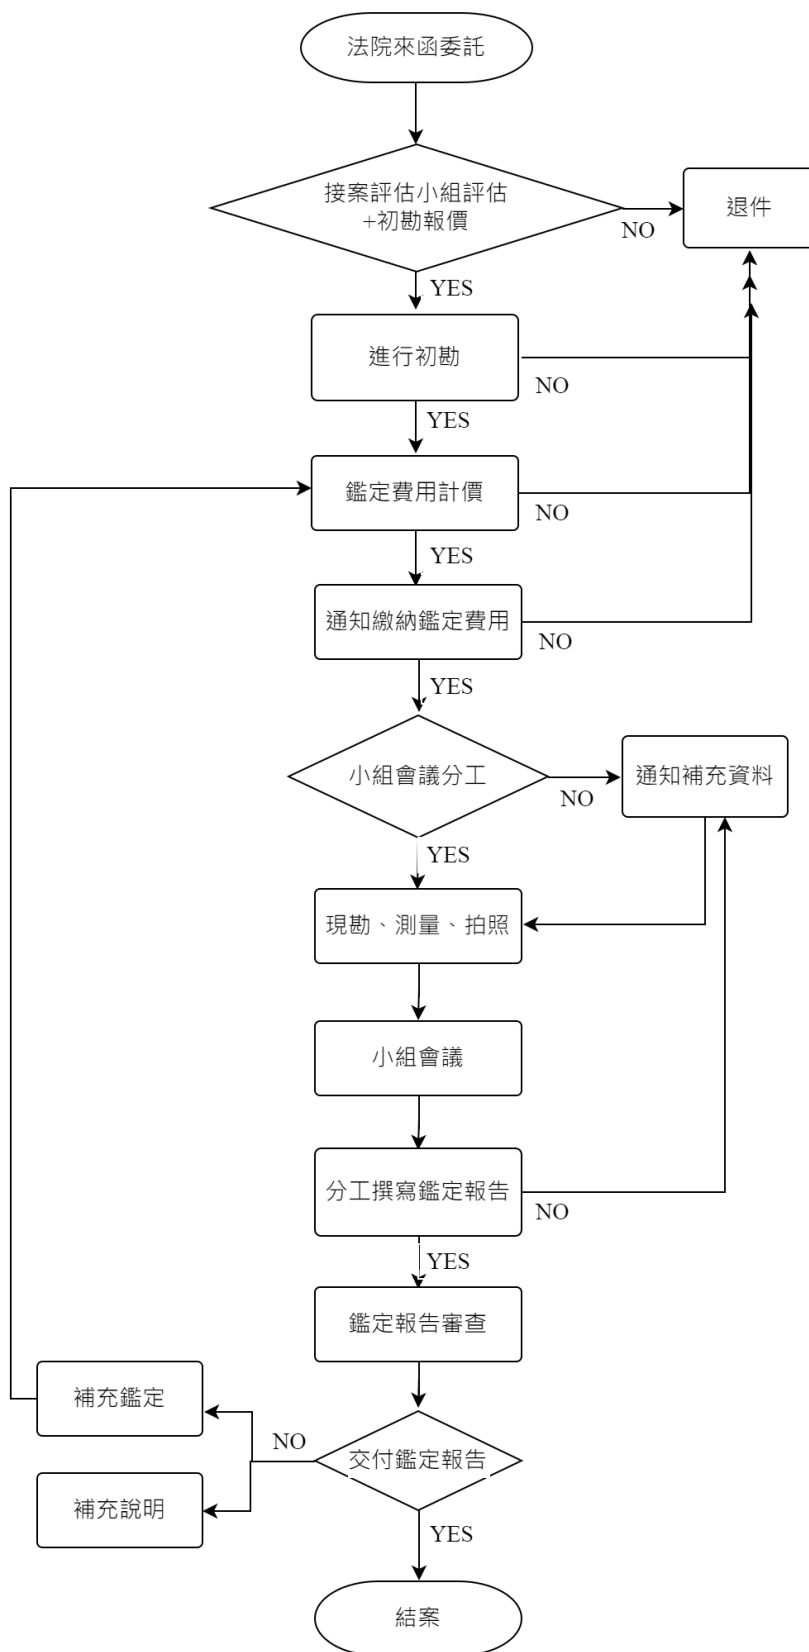 法院來函委託
接案評估小組評估
+初勘報價
NO
退件
YES
進行初勘
NO
YES
鑑定費用計價
NO
YES
通知繳納鑑定費用
NO
YES
小組會議分工
NO
通知補充資料
YES
現勘、測量、拍照
小組會議
分工撰寫鑑定報告
NO
YES
鑑定報告審查
補充鑑定
NO
交付鑑定報告
補充說明
YES
結案